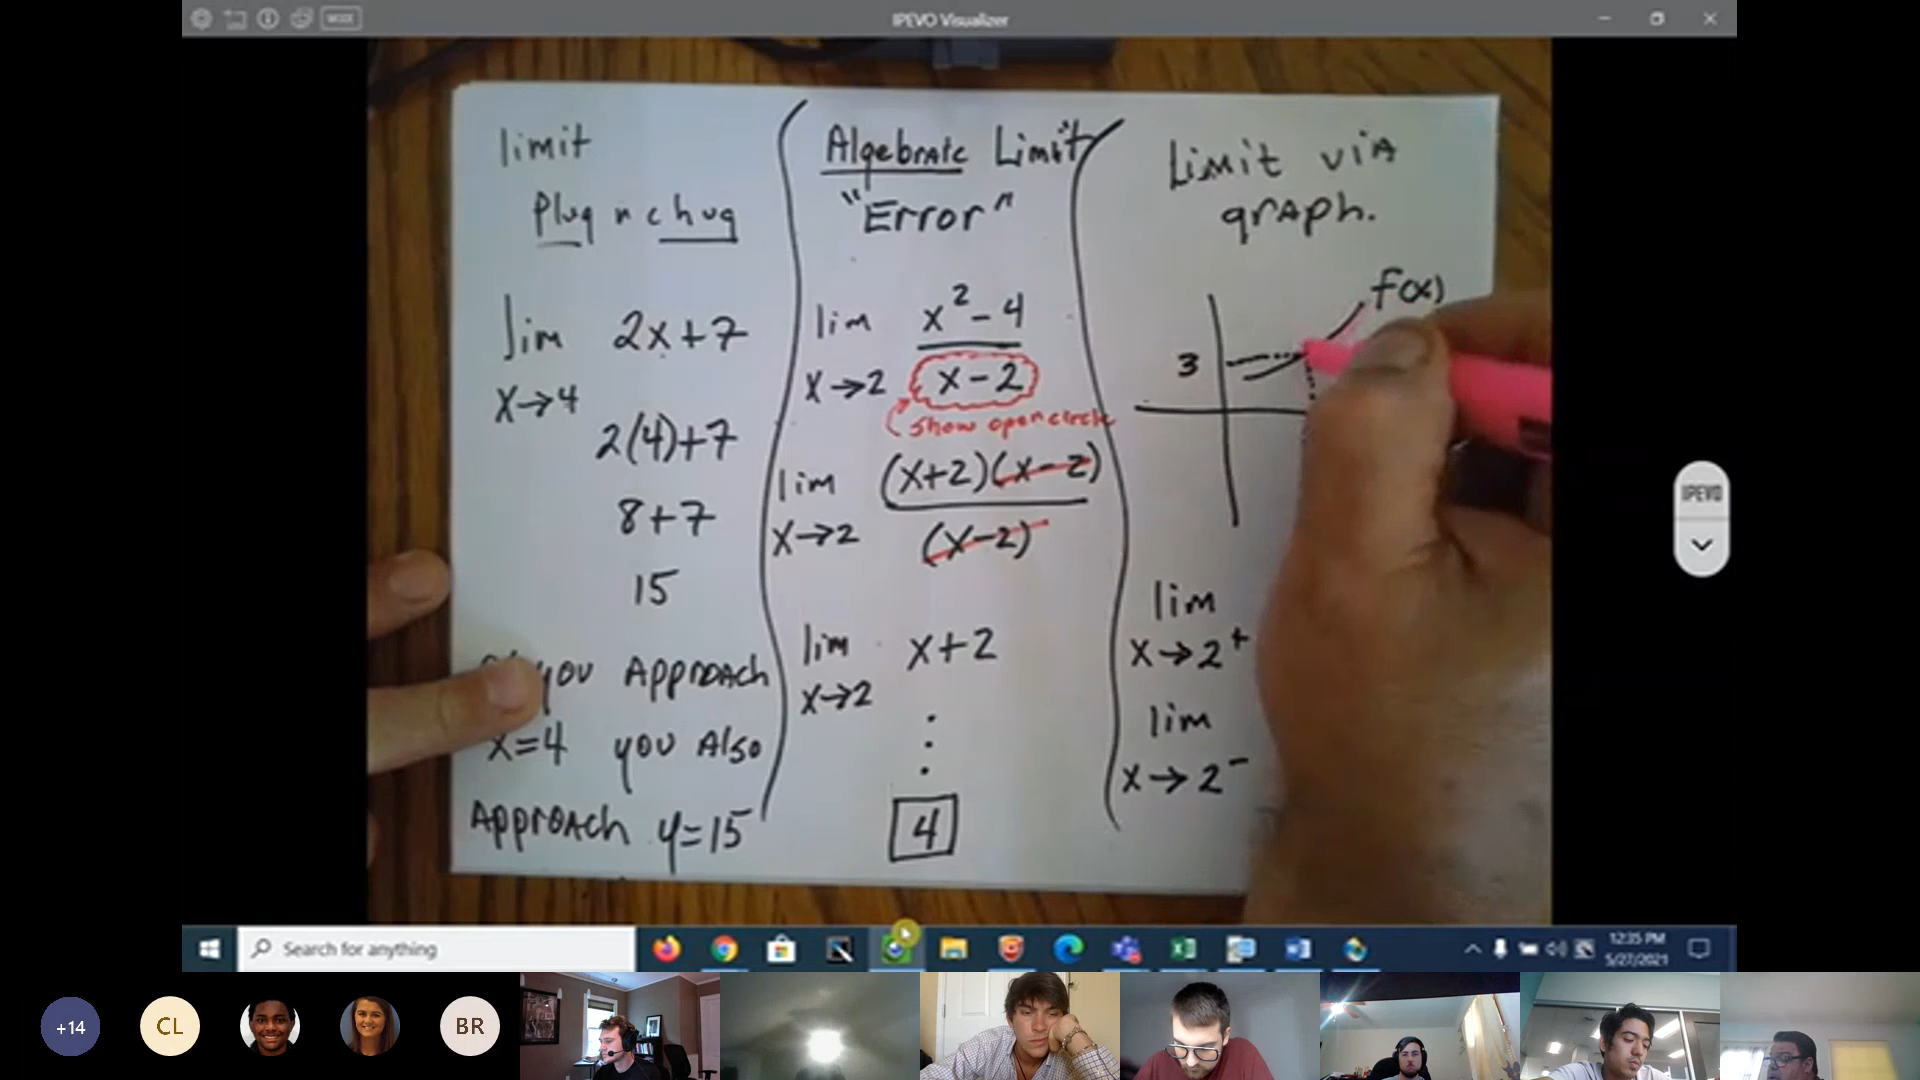 MODE
IPEVO Visualizer
limit
Plug n chug
lim 2x+7
x→4
2(4)+7
8+7
15
you Approach
x=4 you Also
Approach y=15
Algebraic Limit
"Error"
lim x²-4
x→2 x-2
Show open circle
lim (x+2)(x-2)
x→2 (x-2)
lim x+2
x→2
4
Limit via
graph.
f(x)
3
lim
x→2+
lim
x→2-
IPEVO
Search for anything
12:35 PM
5/27/2021
+14
CL
BR